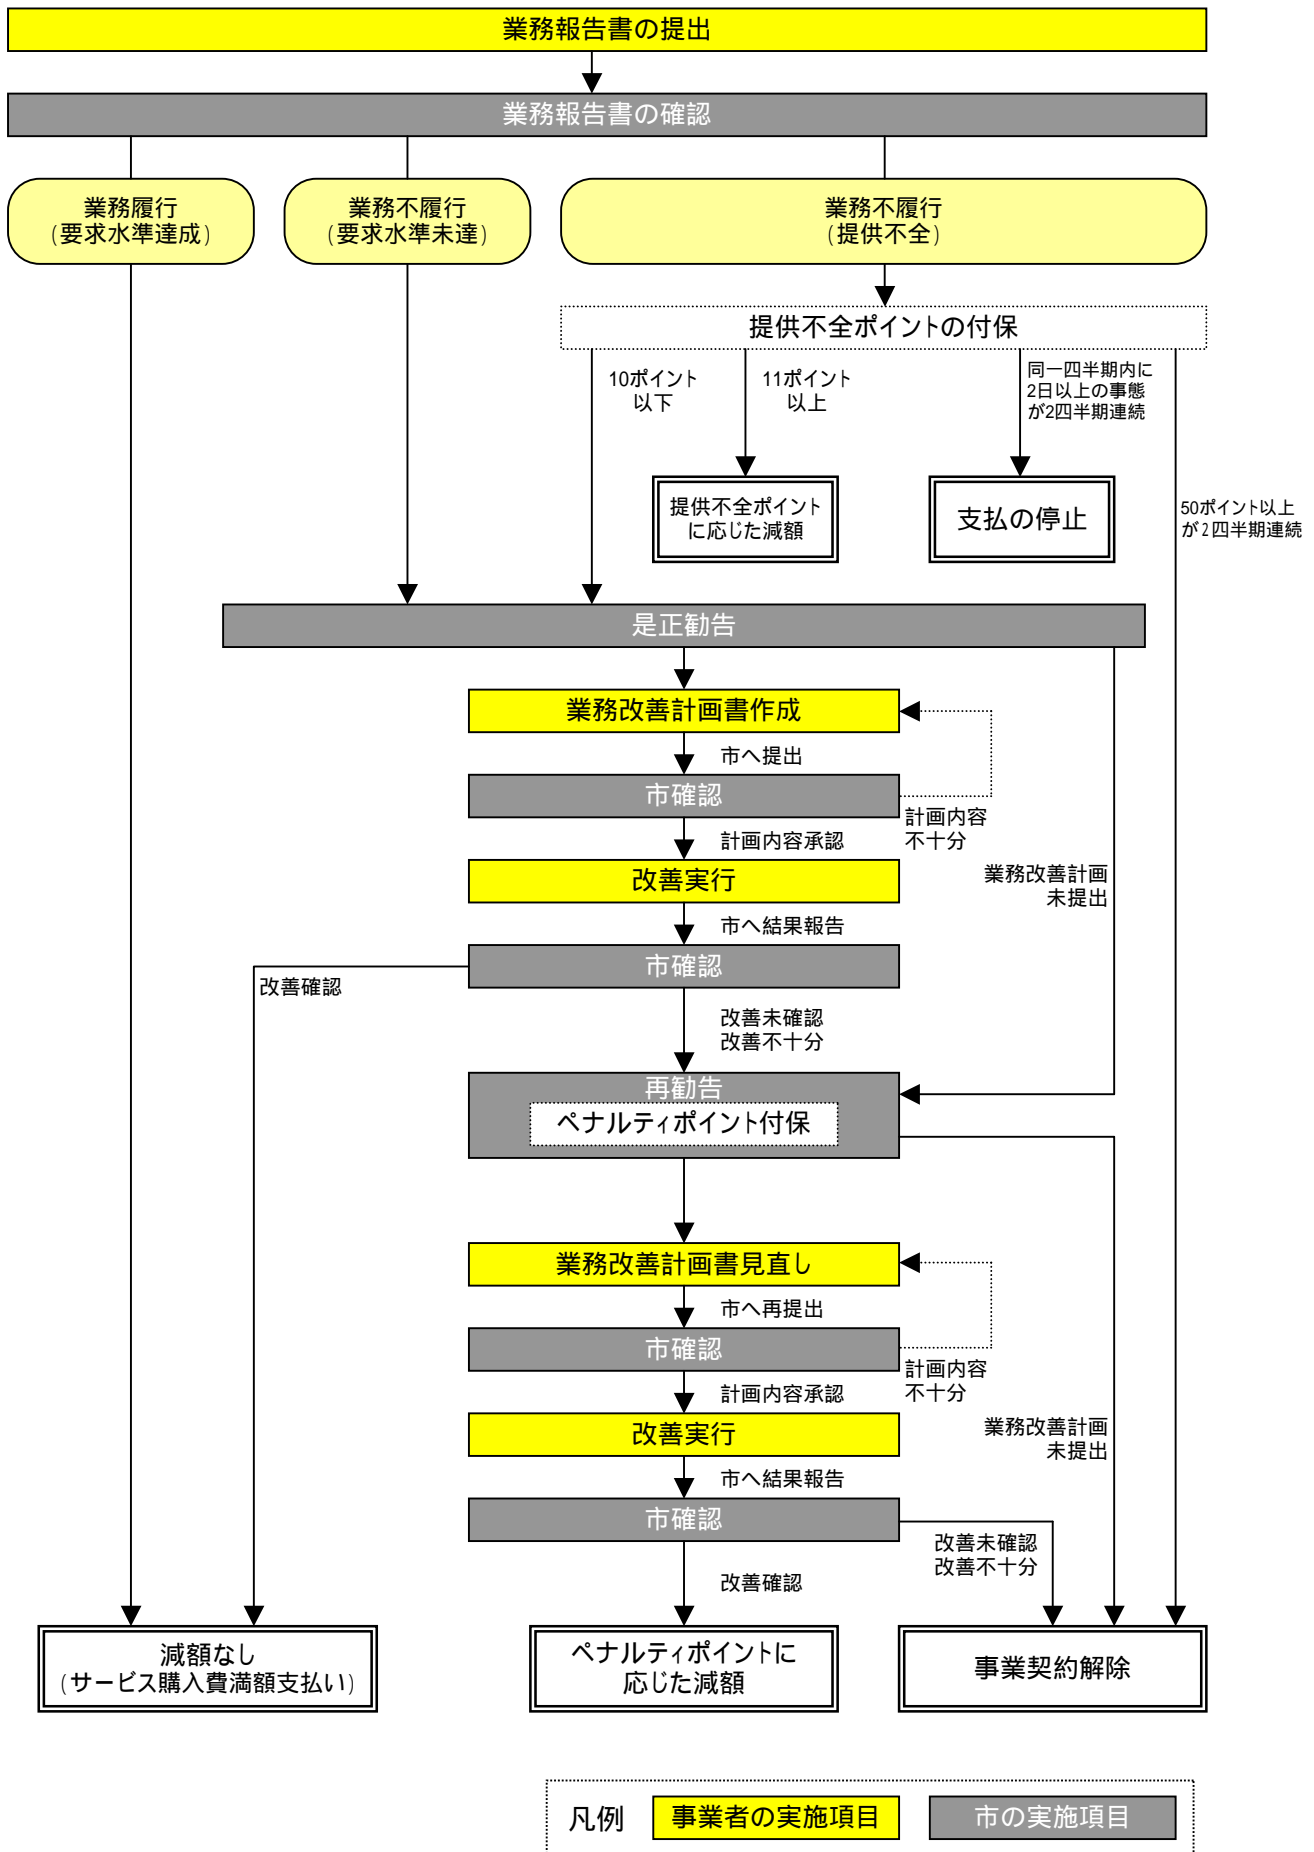 業務報告書の提出
業務報告書の確認
業務履行
(要求水準達成)
業務不履行
(要求水準未達)
業務不履行
(提供不全)
提供不全ポイントの付保
10ポイント
以下
11ポイント
以上
同一四半期内に
2日以上の事態
が2四半期連続
50ポイント以上
が2四半期連続
提供不全ポイント
に応じた減額
支払の停止
是正勧告
業務改善計画書作成
市へ提出
市確認
計画内容
不十分
計画内容承認
改善実行
業務改善計画
未提出
市へ結果報告
市確認
改善確認
改善未確認
改善不十分
再勧告
ペナルティポイント付保
業務改善計画書見直し
市へ再提出
市確認
計画内容
不十分
計画内容承認
改善実行
業務改善計画
未提出
市へ結果報告
市確認
改善未確認
改善不十分
改善確認
減額なし
(サービス購入費満額支払い)
ペナルティポイントに
応じた減額
事業契約解除
凡例
事業者の実施項目
市の実施項目